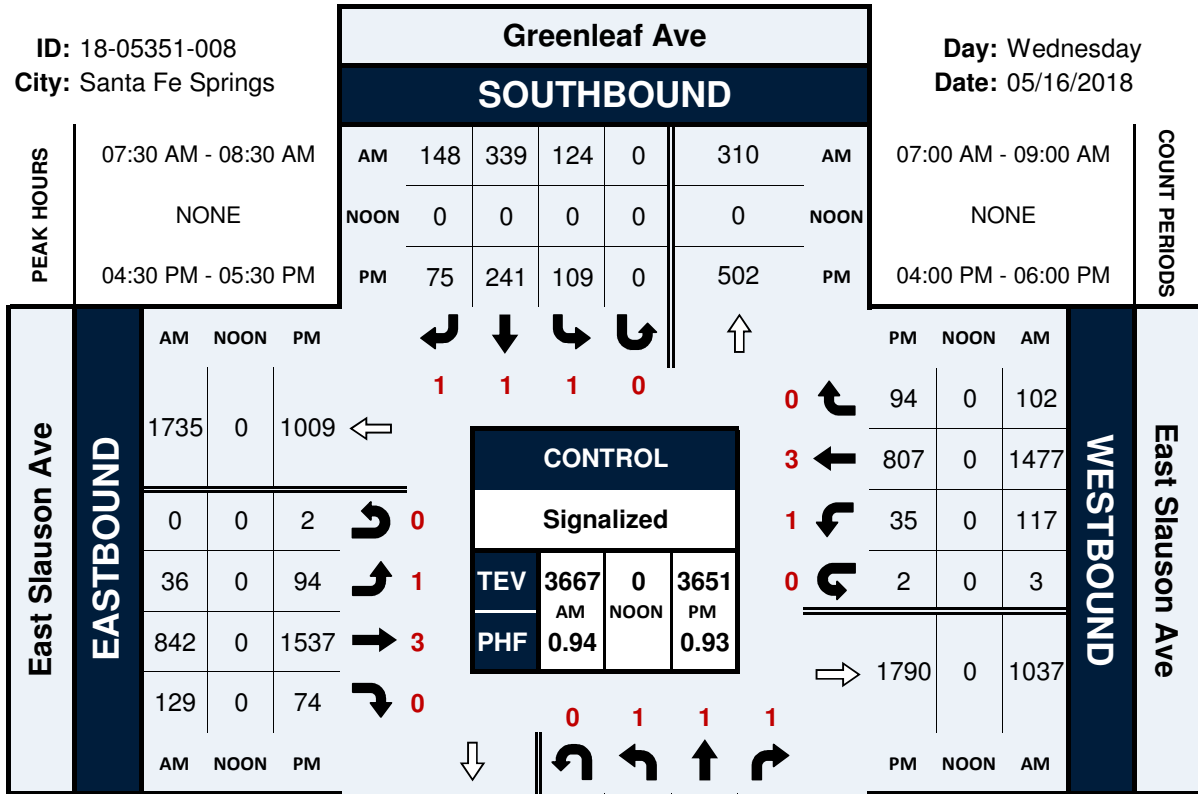 ID: 18-05351-008
City: Santa Fe Springs
Greenleaf Ave
SOUTHBOUND
Day: Wednesday
Date: 05/16/2018
PEAK HOURS
07:30 AM - 08:30 AM
NONE
04:30 PM - 05:30 PM
AM 148 339 124 0 310 AM
NOON 0 0 0 0 0 NOON
PM 75 241 109 0 502 PM
07:00 AM - 09:00 AM
NONE
04:00 PM - 06:00 PM
COUNT PERIODS
1 1 1 0
East Slauson Ave
EASTBOUND
AM NOON PM
1735 0 1009
0 0 2 0
36 0 94 1
842 0 1537 3
129 0 74 0
AM NOON PM
CONTROL
Signalized
TEV 3667 0 3651
AM NOON PM
PHF 0.94 0.93
PM NOON AM
0 94 0 102
3 807 0 1477
1 35 0 117
0 2 0 3
1790 0 1037
PM NOON AM
WESTBOUND
East Slauson Ave
0 1 1 1